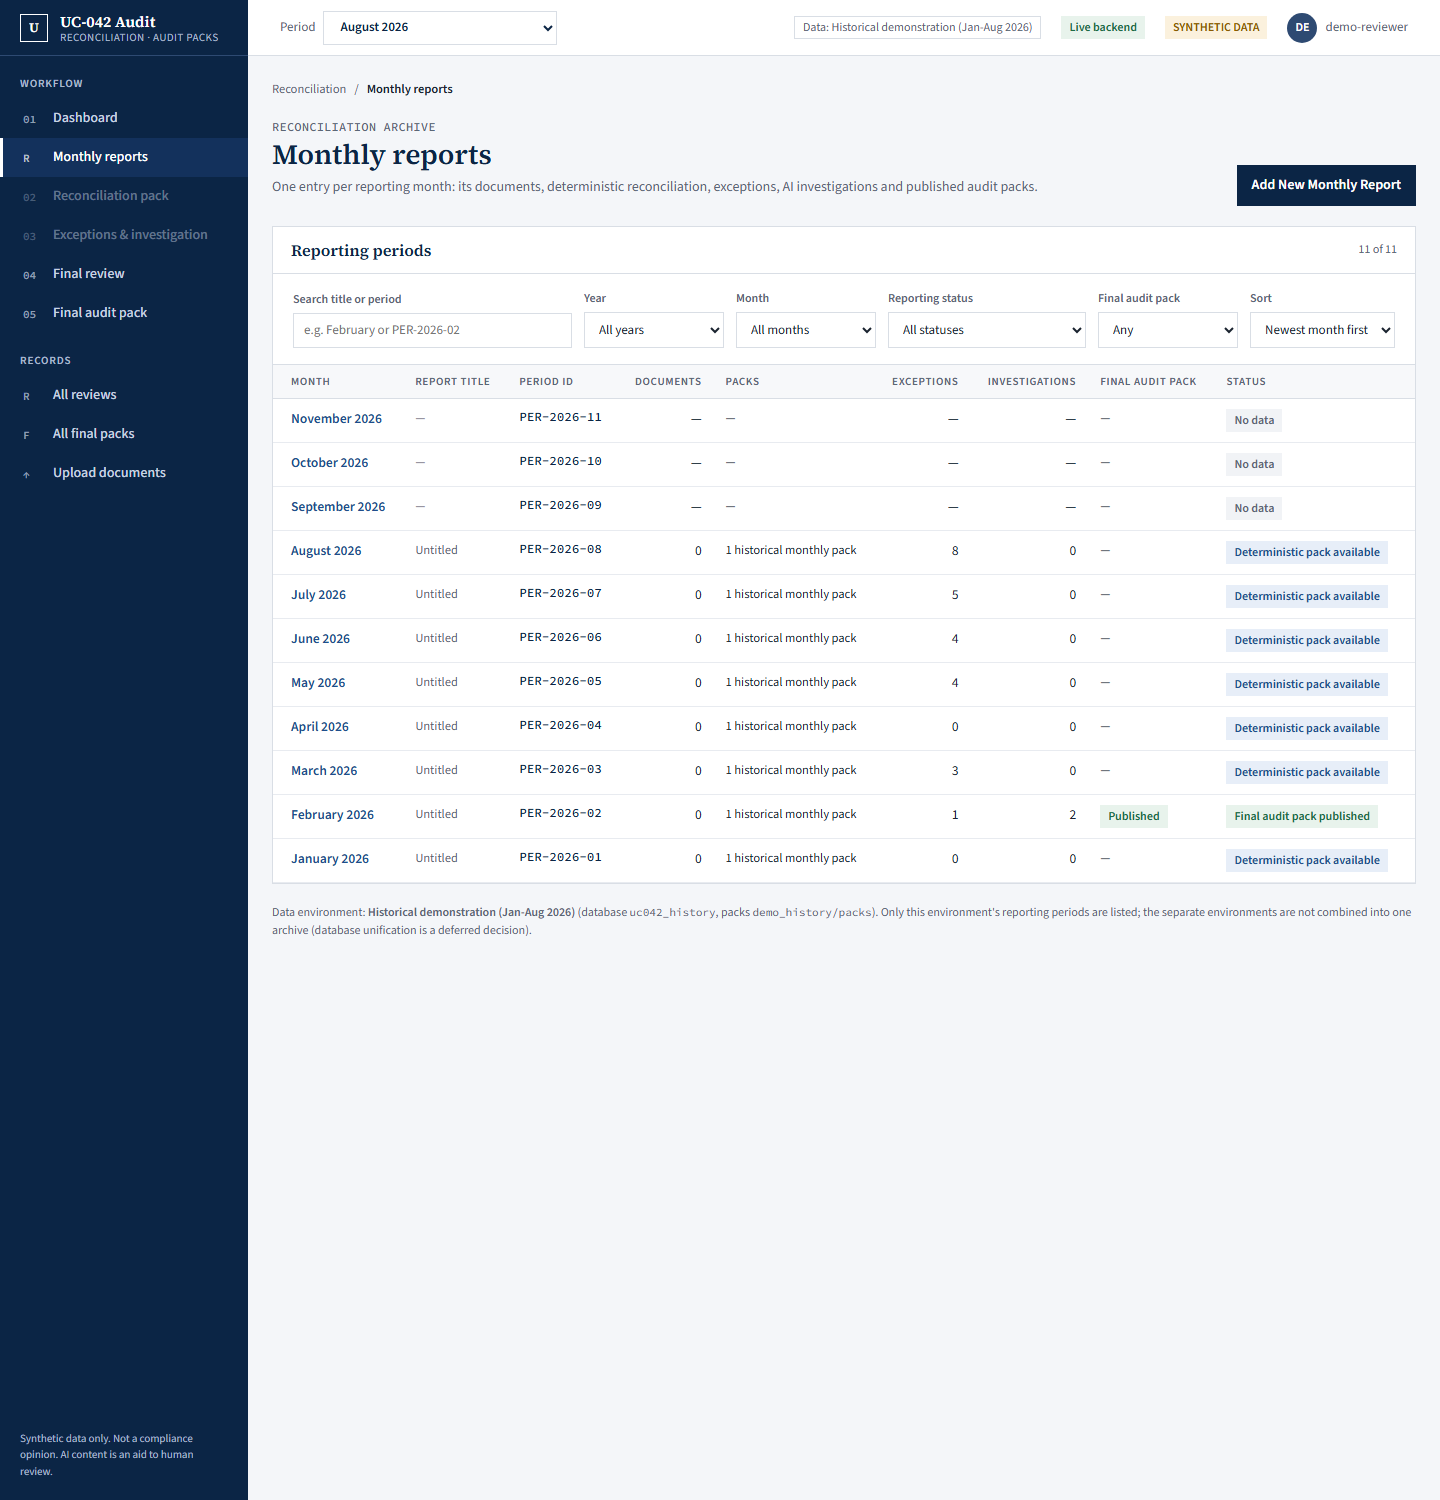 U
UC-042 Audit
RECONCILIATION · AUDIT PACKS
Period
August 2026
Data: Historical demonstration (Jan-Aug 2026)
Live backend
SYNTHETIC DATA
DE
demo-reviewer
WORKFLOW
01 Dashboard
R Monthly reports
02 Reconciliation pack
03 Exceptions & investigation
04 Final review
05 Final audit pack
RECORDS
R All reviews
F All final packs
↑ Upload documents
Synthetic data only. Not a compliance
opinion. AI content is an aid to human
review.
Reconciliation / Monthly reports
RECONCILIATION ARCHIVE
Monthly reports
One entry per reporting month: its documents, deterministic reconciliation, exceptions, AI investigations and published audit packs.
Add New Monthly Report
Reporting periods
11 of 11
Search title or period Year Month Reporting status Final audit pack Sort
e.g. February or PER-2026-02 All years All months All statuses Any Newest month first
MONTH REPORT TITLE PERIOD ID DOCUMENTS PACKS EXCEPTIONS INVESTIGATIONS FINAL AUDIT PACK STATUS
November 2026 — PER-2026-11 — — — — — No data
October 2026 — PER-2026-10 — — — — — No data
September 2026 — PER-2026-09 — — — — — No data
August 2026 Untitled PER-2026-08 0 1 historical monthly pack 8 0 — Deterministic pack available
July 2026 Untitled PER-2026-07 0 1 historical monthly pack 5 0 — Deterministic pack available
June 2026 Untitled PER-2026-06 0 1 historical monthly pack 4 0 — Deterministic pack available
May 2026 Untitled PER-2026-05 0 1 historical monthly pack 4 0 — Deterministic pack available
April 2026 Untitled PER-2026-04 0 1 historical monthly pack 0 0 — Deterministic pack available
March 2026 Untitled PER-2026-03 0 1 historical monthly pack 3 0 — Deterministic pack available
February 2026 Untitled PER-2026-02 0 1 historical monthly pack 1 2 Published Final audit pack published
January 2026 Untitled PER-2026-01 0 1 historical monthly pack 0 0 — Deterministic pack available
Data environment: Historical demonstration (Jan-Aug 2026) (database uc042_history, packs demo_history/packs). Only this environment's reporting periods are listed; the separate environments are not combined into one
archive (database unification is a deferred decision).